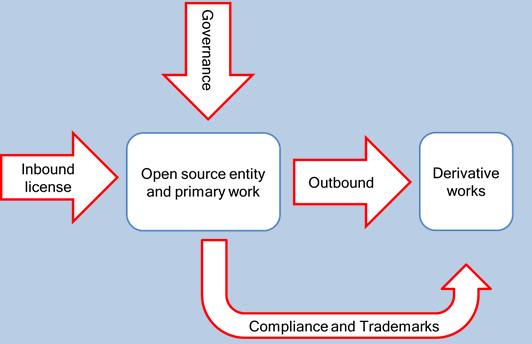 Governance
Inbound
license
Open source entity
and primary work
Outbound
Derivative
works
Compliance and Trademarks